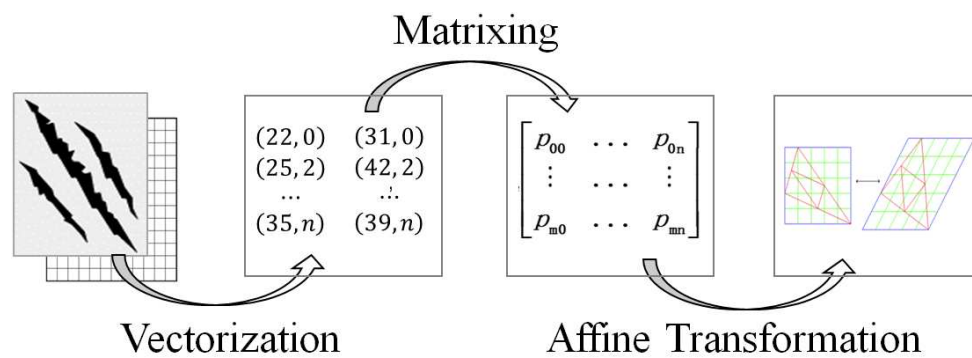 Matrixing
(22, 0) (31, 0)
(25, 2) (42, 2)
... ...
(35, n) (39, n)
p00 ... p0n
⋮ ... ⋮
pm0 ... pmn
Vectorization
Affine Transformation